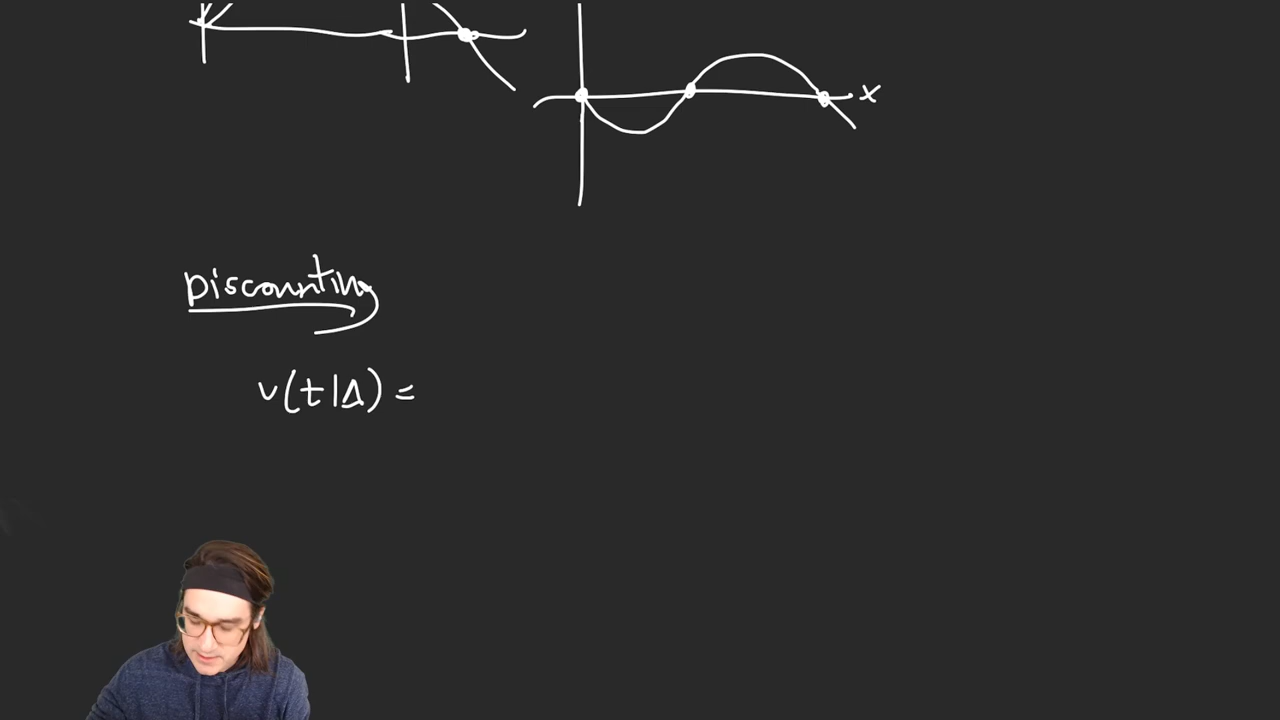 x
Discounting
v(t|Δ) =